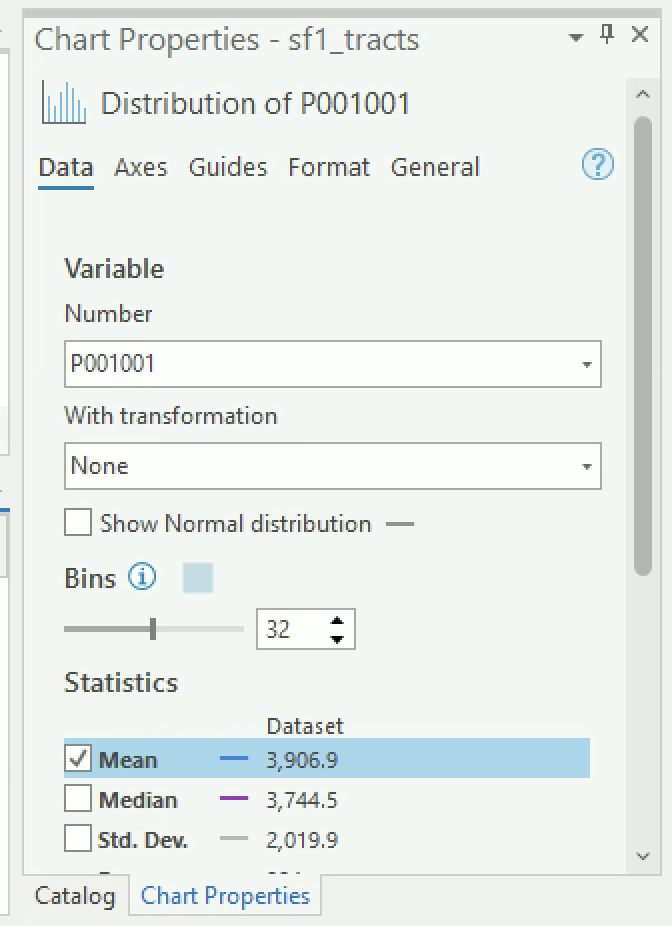 Chart Properties - sf1_tracts
Distribution of P001001
Data Axes Guides Format General
Variable
Number
P001001
With transformation
None
Show Normal distribution
Bins
32
Statistics
Dataset
Mean 3,906.9
Median 3,744.5
Std. Dev. 2,019.9
Catalog Chart Properties